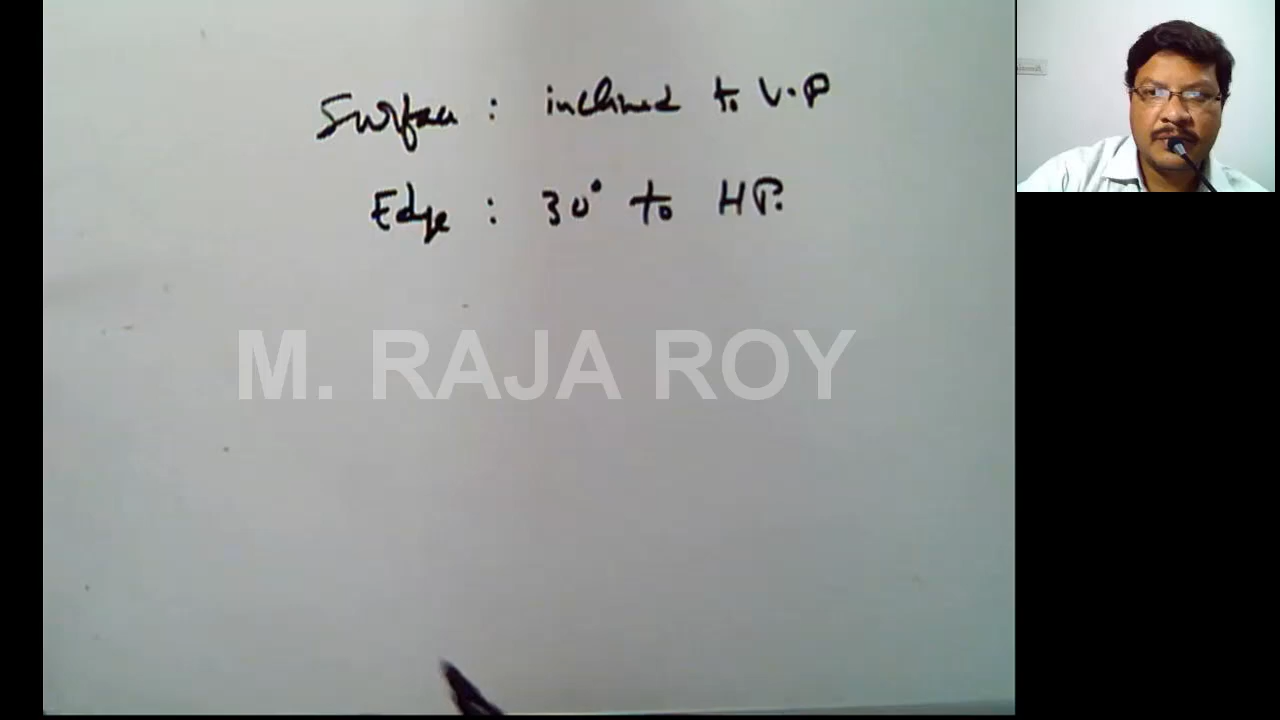 Surface : inclined to V.P
Edge : 30° to HP.
M. RAJA ROY